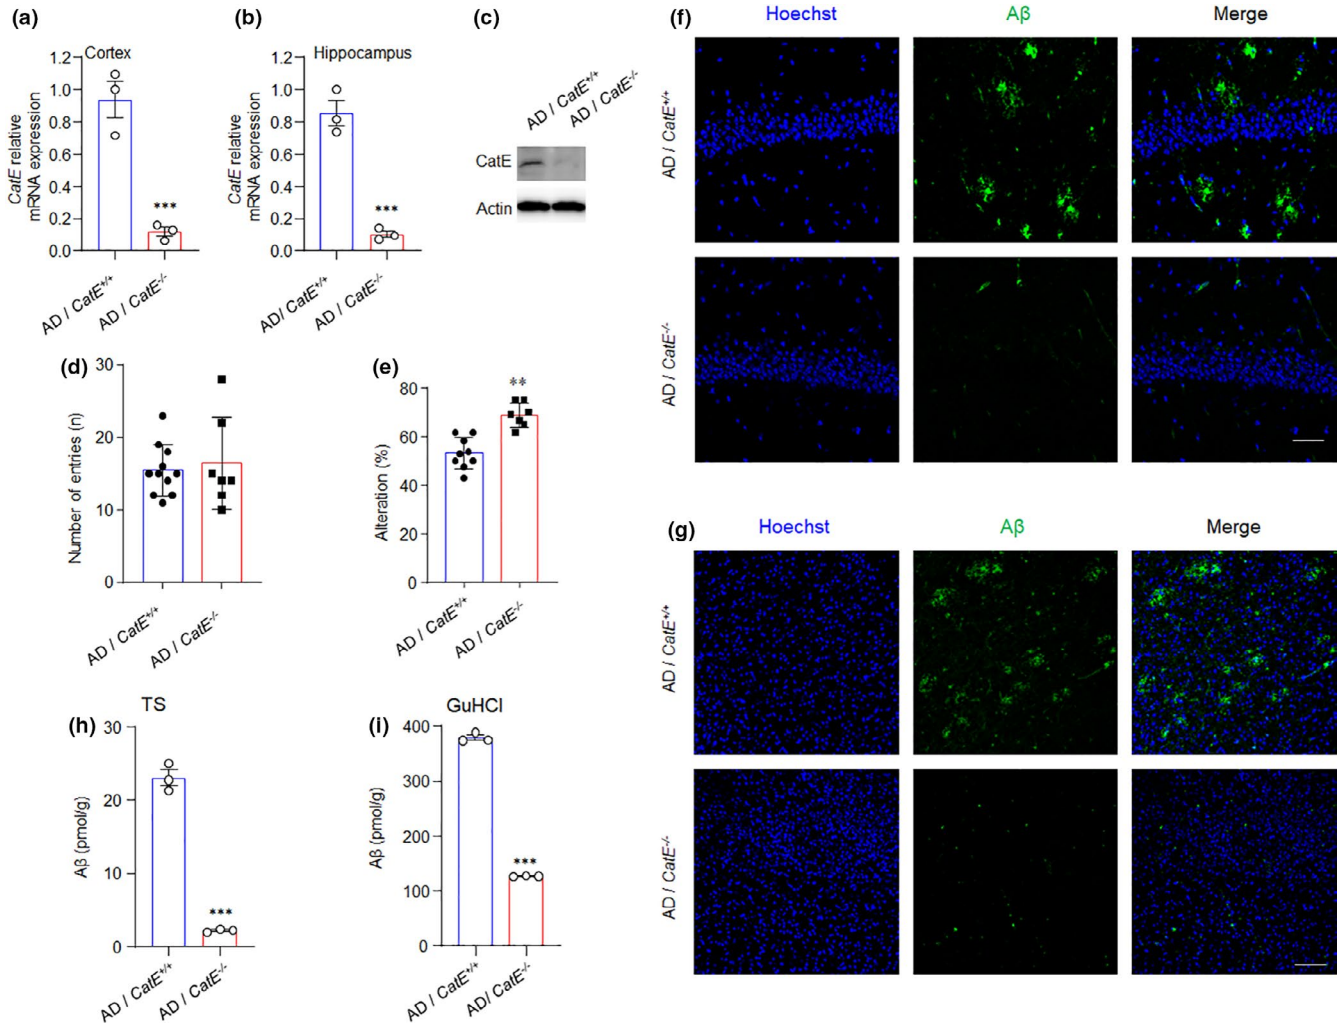 (a)
Cortex
CatE relative
mRNA expression
1.2
1.0
0.8
0.6
0.4
0.2
0.0
***
AD / CatE+/+
AD / CatE-/-
(b)
Hippocampus
CatE relative
mRNA expression
1.2
1.0
0.8
0.6
0.4
0.2
0.0
***
AD/ CatE+/+
AD / CatE-/-
(c)
AD / CatE+/+
AD / CatE-/-
CatE
Actin
(d)
Number of entries (n)
30
20
10
0
AD / CatE+/+
AD / CatE-/-
(e)
Alteration (%)
80
60
40
20
0
**
AD / CatE+/+
AD / CatE-/-
(f)
Hoechst
Aβ
Merge
AD / CatE+/+
AD / CatE-/-
(g)
Hoechst
Aβ
Merge
AD / CatE+/+
AD / CatE-/-
(h)
TS
Aβ (pmol/g)
30
20
10
0
***
AD / CatE+/+
AD / CatE-/-
(i)
GuHCl
Aβ (pmol/g)
400
300
200
100
0
***
AD / CatE+/+
AD/ CatE-/-